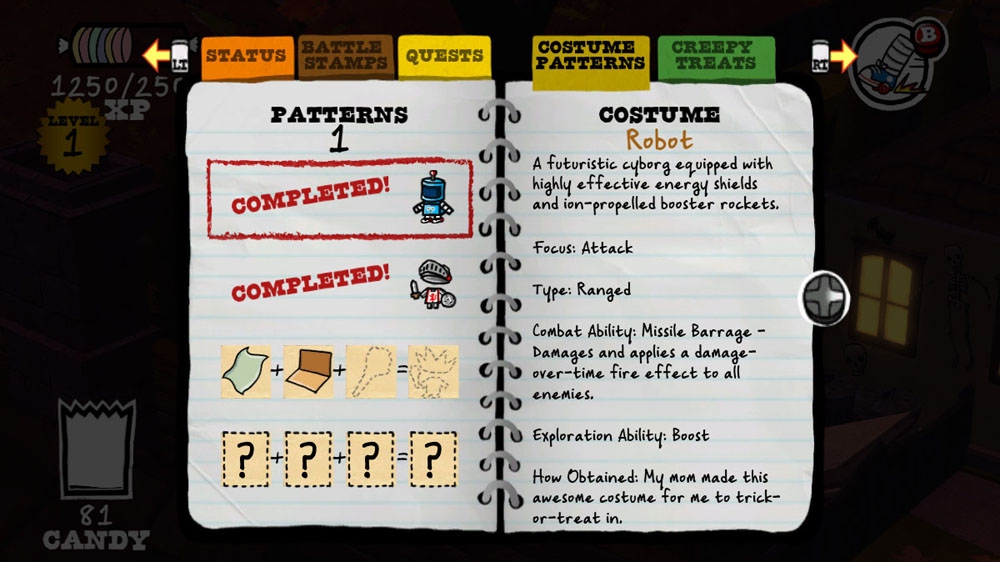 STATUS
BATTLE
STAMPS
QUESTS
COSTUME
PATTERNS
CREEPY
TREATS
LT
RT
B
XP
LEVEL
1
PATTERNS
1
COMPLETED!
COMPLETED!
+ + =
? + ? + ? = ?
COSTUME
Robot
A futuristic cyborg equipped with
highly effective energy shields
and ion-propelled booster rockets.
Focus: Attack
Type: Ranged
Combat Ability: Missile Barrage -
Damages and applies a damage-
over-time fire effect to all
enemies.
Exploration Ability: Boost
How Obtained: My mom made this
awesome costume for me to trick-
or-treat in.
81
CANDY